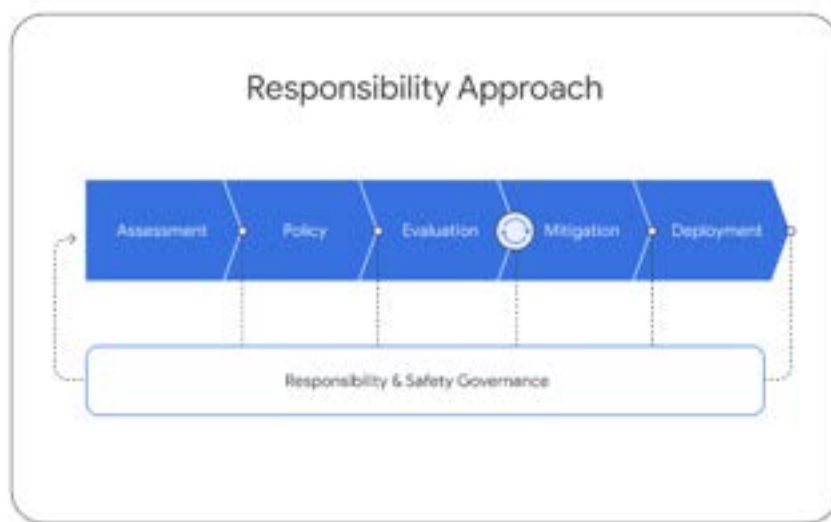 Responsibility Approach
Assessment
Policy
Evaluation
Mitigation
Deployment
Responsibility & Safety Governance